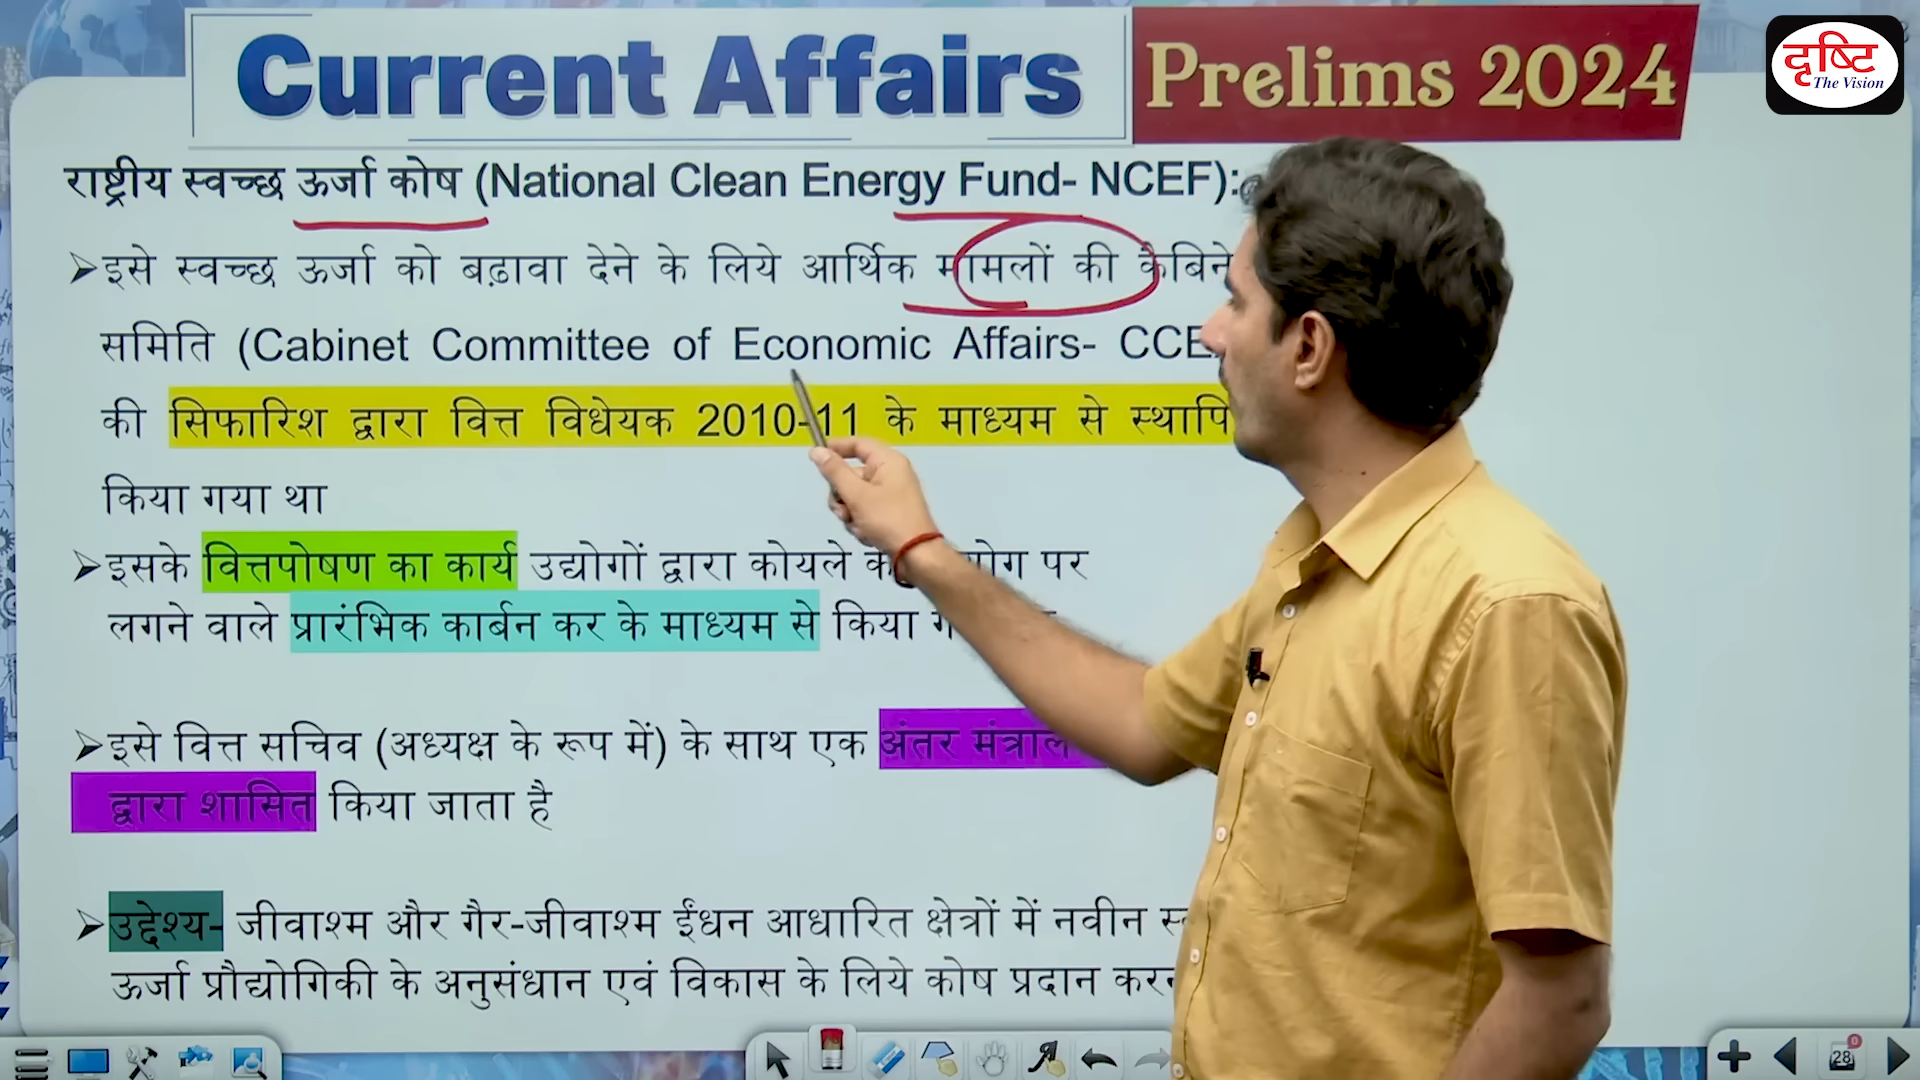 Current Affairs Prelims 2024
दृष्टि
The Vision
राष्ट्रीय स्वच्छ ऊर्जा कोष (National Clean Energy Fund- NCEF):
➤इसे स्वच्छ ऊर्जा को बढ़ावा देने के लिये आर्थिक मामलों की
समिति (Cabinet Committee of Economic Affairs-
की सिफारिश द्वारा वित्त विधेयक 2010-11 के माध्यम से
किया गया था
➤इसके वित्तपोषण का कार्य उद्योगों द्वारा कोयले पर
लगने वाले प्रारंभिक कार्बन कर के माध्यम से किया
➤इसे वित्त सचिव (अध्यक्ष के रूप में) के साथ एक अंतर
द्वारा शासित किया जाता है
➤उद्देश्य- जीवाश्म और गैर-जीवाश्म ईंधन आधारित क्षेत्रों में नवीन
ऊर्जा प्रौद्योगिकी के अनुसंधान एवं विकास के लिये कोष प्रदान
28
0